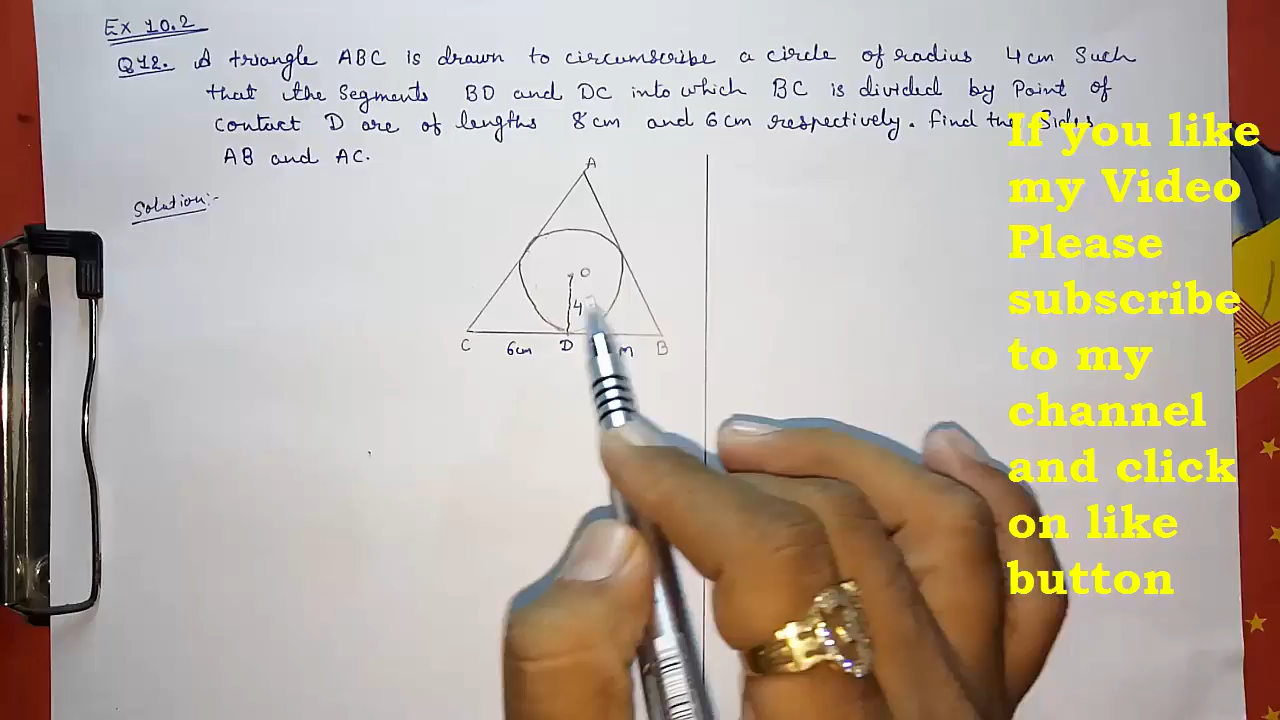 Ex 10.2
Q12. A triangle ABC is drawn to circumscribe a circle of radius 4cm Such
that the Segments BD and DC into which BC is divided by Point of
Contact D are of lengths 8cm and 6cm respectively. Find the Sides
AB and AC.
Solution:-
A
O
4
C 6cm D m B
If you like
my Video
Please
subscribe
to my
channel
and click
on like
button